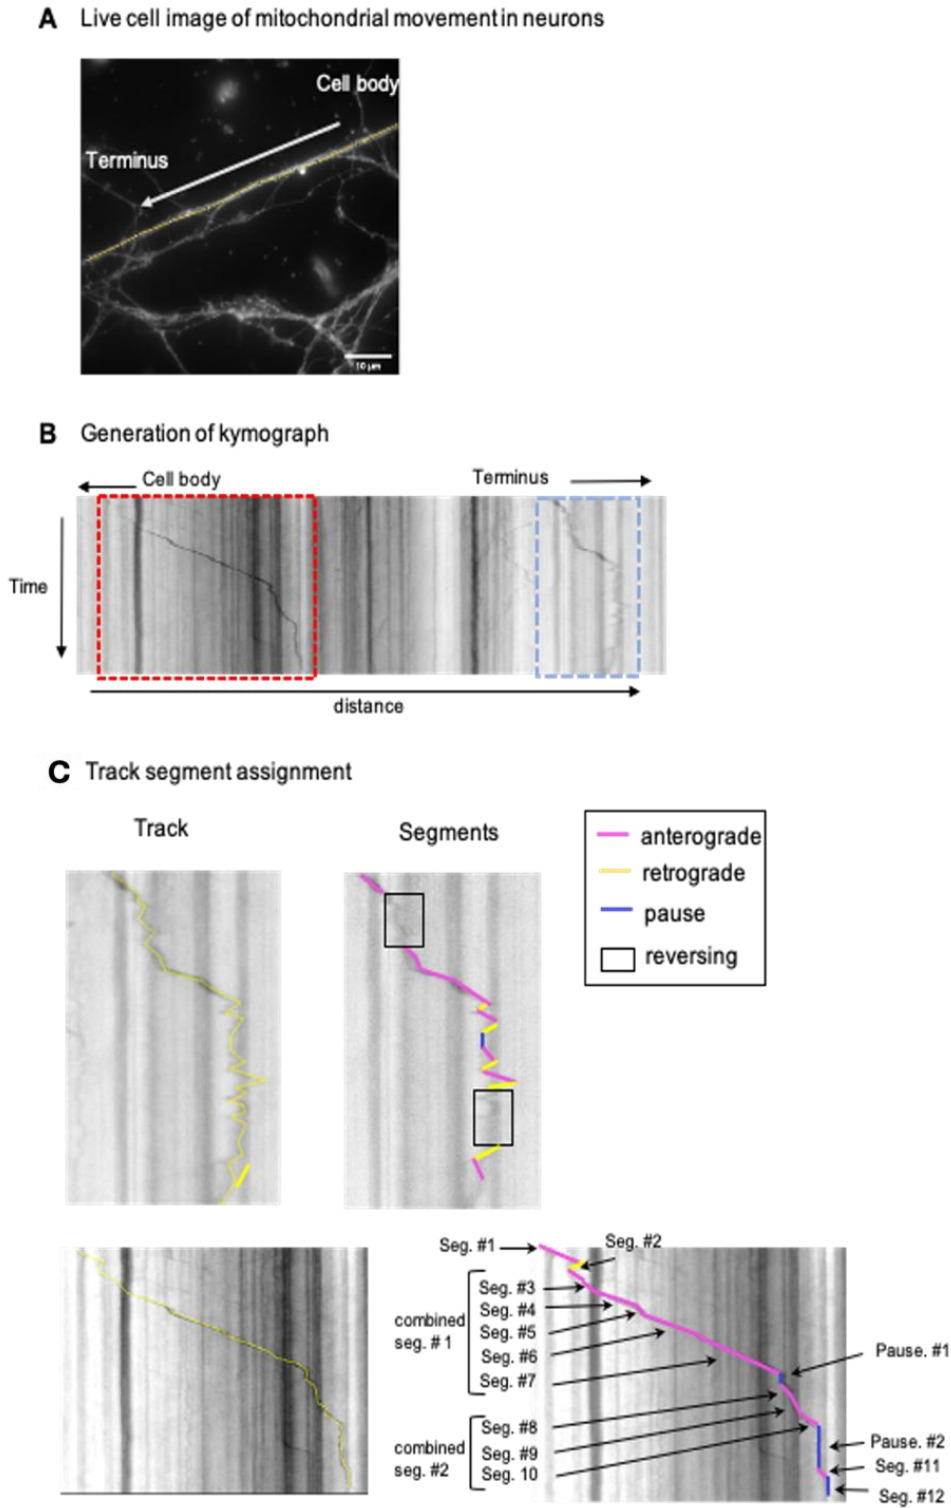 A Live cell image of mitochondrial movement in neurons
Cell body
Terminus
10 µm
B Generation of kymograph
Cell body
Terminus
Time
distance
C Track segment assignment
Track
Segments
anterograde
retrograde
pause
reversing
Seg. #1
Seg. #2
combined
seg. # 1
Seg. #3
Seg. #4
Seg. #5
Seg. #6
Seg. #7
Pause. #1
combined
seg. #2
Seg. #8
Seg. #9
Seg. 10
Pause. #2
Seg. #11
Seg. #12